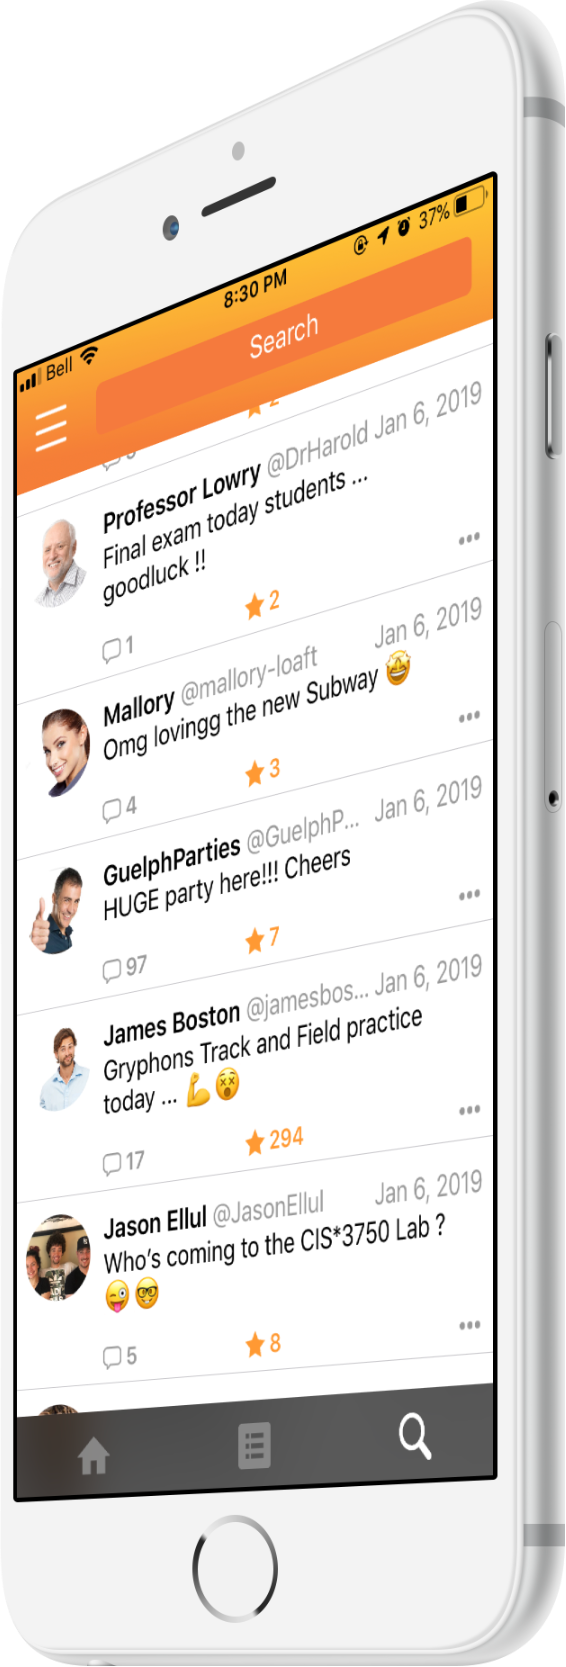 Bell 8:30 PM 37%
Search
2
Professor Lowry @DrHarold Jan 6, 2019
Final exam today students ...
goodluck !!
1 2
Mallory @mallory-loaft Jan 6, 2019
Omg lovingg the new Subway 🤩
4 3
GuelphParties @GuelphP... Jan 6, 2019
HUGE party here!!! Cheers
97 7
James Boston @jamesbos... Jan 6, 2019
Gryphons Track and Field practice
today ... 💪😵
17 294
Jason Ellul @JasonEllul Jan 6, 2019
Who's coming to the CIS*3750 Lab ?
😜🤓
5 8